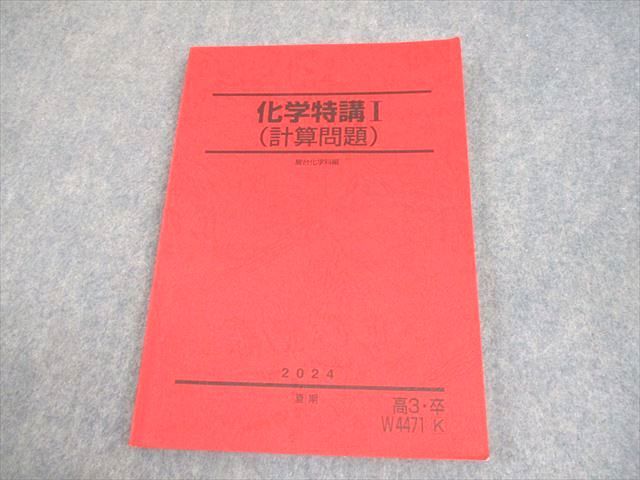 化学特講Ⅰ
(計算問題)
駿台化学科編
2024
夏期
高3・卒
W4471 K